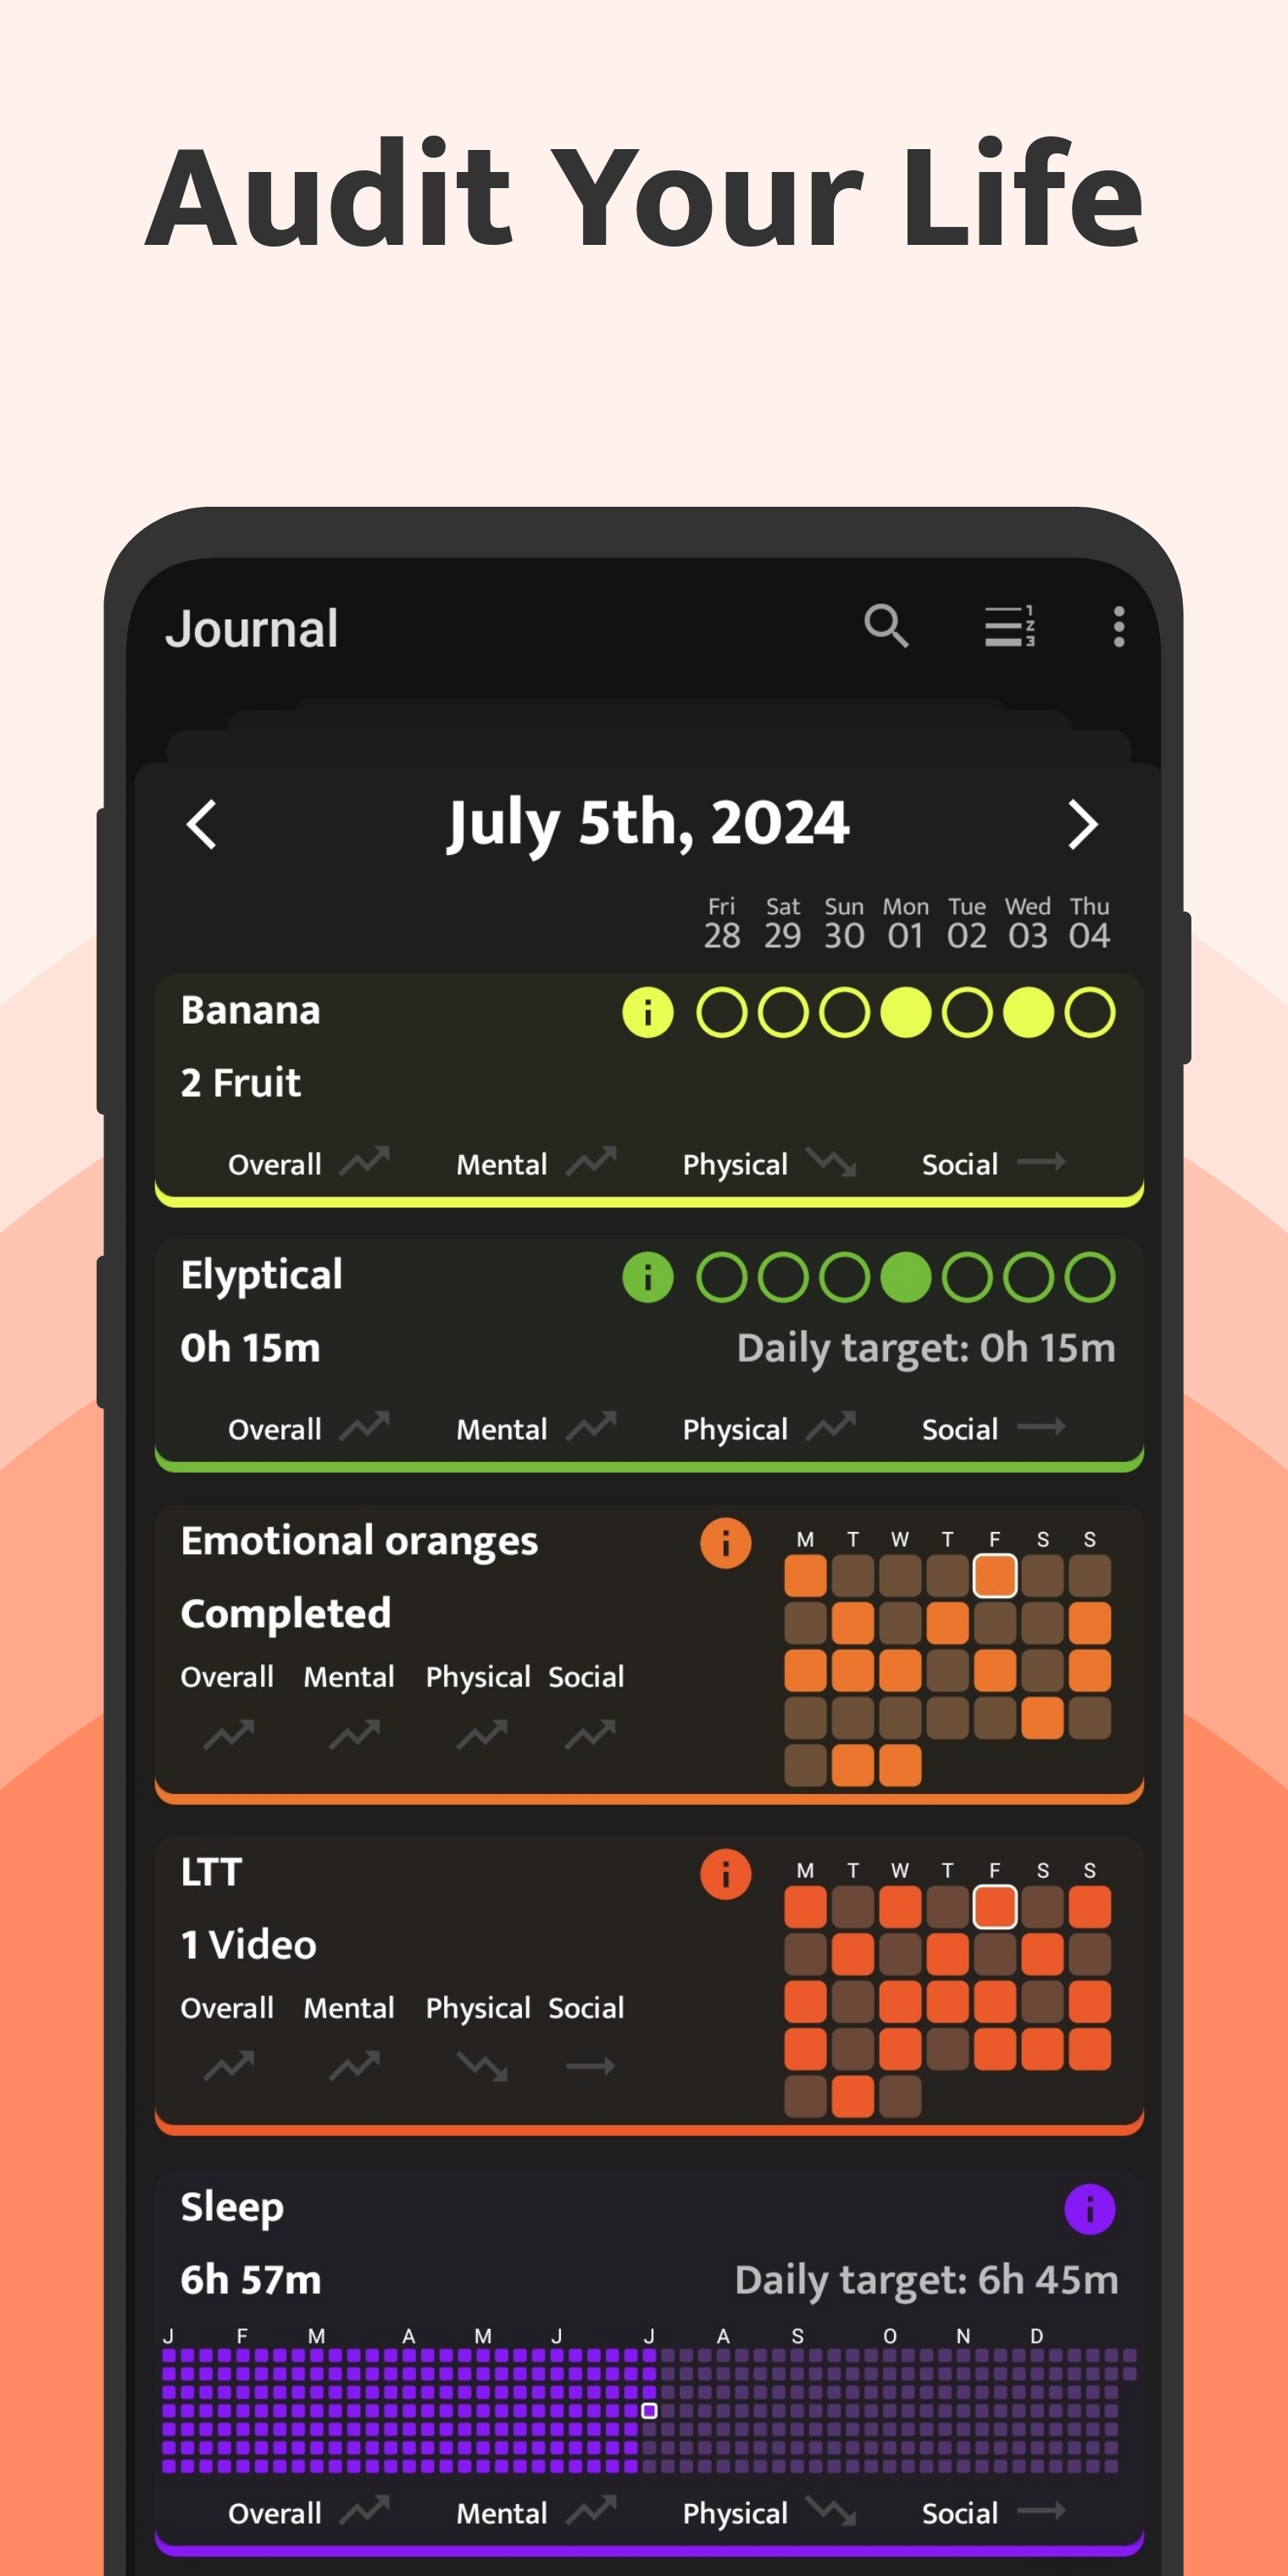 Audit Your Life
Journal
1
2
3
July 5th, 2024
Fri Sat Sun Mon Tue Wed Thu
28 29 30 01 02 03 04
Banana i
2 Fruit
Overall Mental Physical Social
Elyptical i
0h 15m Daily target: 0h 15m
Overall Mental Physical Social
Emotional oranges i
M T W T F S S
Completed
Overall Mental Physical Social
LTT i
M T W T F S S
1 Video
Overall Mental Physical Social
Sleep i
6h 57m Daily target: 6h 45m
J F M A M J J A S O N D
Overall Mental Physical Social